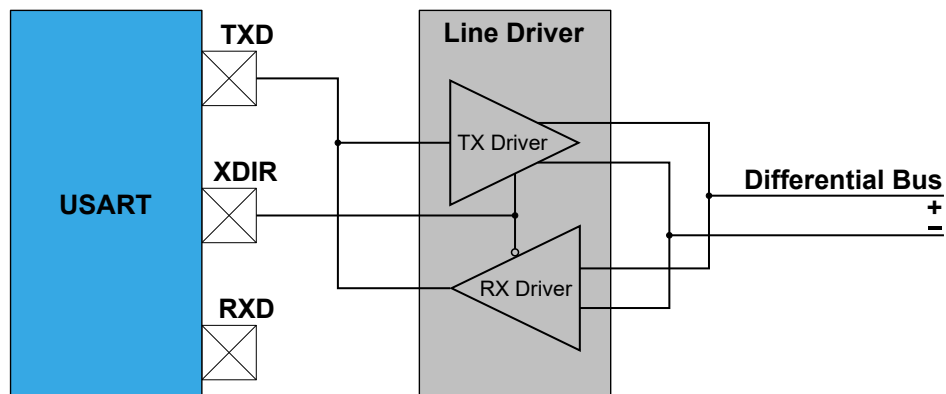 TXD
Line Driver
TX Driver
XDIR
Differential Bus
USART
+
−
RX Driver
RXD